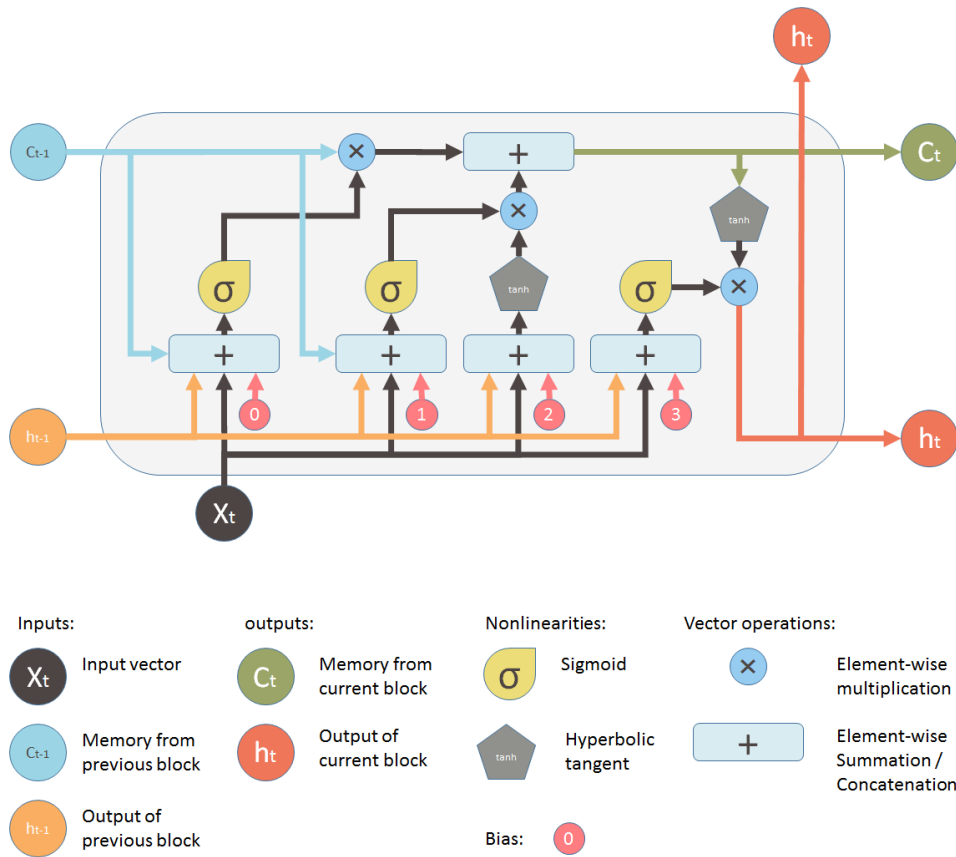 ht
Ct-1
×
+
Ct
tanh
×
σ
σ
tanh
σ
×
+
+
+
+
0
1
2
3
ht-1
ht
Xt
Inputs:
outputs:
Nonlinearities:
Vector operations:
Xt
Input vector
Ct
Memory from
current block
σ
Sigmoid
×
Element-wise
multiplication
Ct-1
Memory from
previous block
ht
Output of
current block
tanh
Hyperbolic
tangent
+
Element-wise
Summation /
Concatenation
ht-1
Output of
previous block
Bias:
0